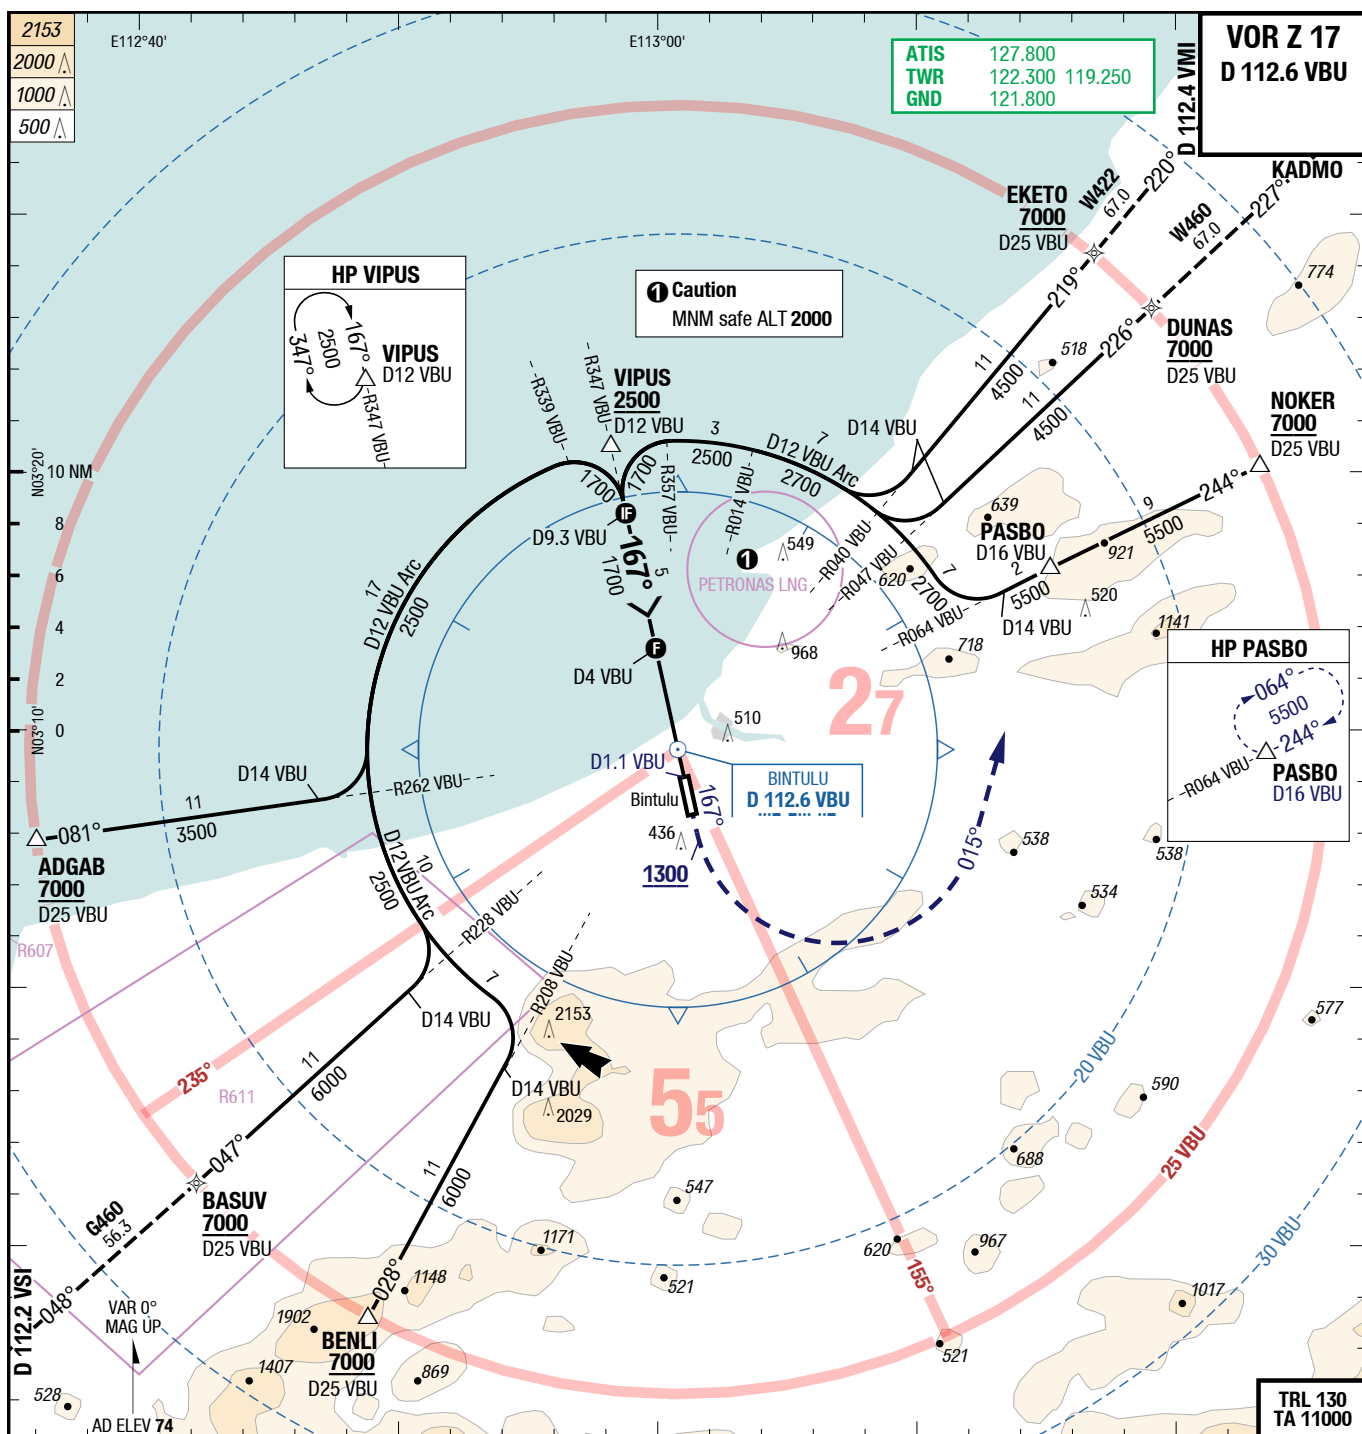 2153
2000
1000
500
E112°40'
E113°00'
ATIS 127.800
TWR 122.300 119.250
GND 121.800
D 112.4 VMI
VOR Z 17
D 112.6 VBU
KADMO
EKETO
7000
D25 VBU
W422
67.0
220°
W460
67.0
227°
774
HP VIPUS
167°
2500
347°
VIPUS
D12 VBU
R347 VBU
1 Caution
MNM safe ALT 2000
219°
226°
DUNAS
7000
D25 VBU
518
11
4500
11
4500
NOKER
7000
D25 VBU
R339 VBU
R347 VBU
VIPUS
2500
D12 VBU
3
2500
D12 VBU Arc
7
2700
D14 VBU
1700
1700
R357 VBU
R014 VBU
N03°20'
10 NM
8
6
4
2
0
N03°10'
IF
D9.3 VBU
167°
5
1700
1
549
PETRONAS LNG
968
R040 VBU
R047 VBU
R064 VBU
639
PASBO
D16 VBU
9
5500
244°
921
620
7
2700
2
5500
D14 VBU
520
1141
718
17
D12 VBU Arc
2500
F
D4 VBU
27
HP PASBO
064°
5500
244°
R064 VBU
PASBO
D16 VBU
510
D1.1 VBU
BINTULU
D 112.6 VBU
Bintulu
167°
436
1300
015°
D14 VBU
R262 VBU
11
3500
081°
ADGAB
7000
D25 VBU
10
D12 VBU Arc
2500
R607
538
538
534
R228 VBU
R208 VBU
7
D14 VBU
2153
577
235°
11
6000
R611
D14 VBU
2029
55
20 VBU
590
688
25 VBU
047°
BASUV
7000
D25 VBU
G460
56.3
048°
D 112.2 VSI
11
6000
547
1171
620
967
155°
30 VBU
521
1017
028°
1148
1902
BENLI
7000
D25 VBU
1407
869
521
VAR 0°
MAG UP
528
AD ELEV 74
TRL 130
TA 11000